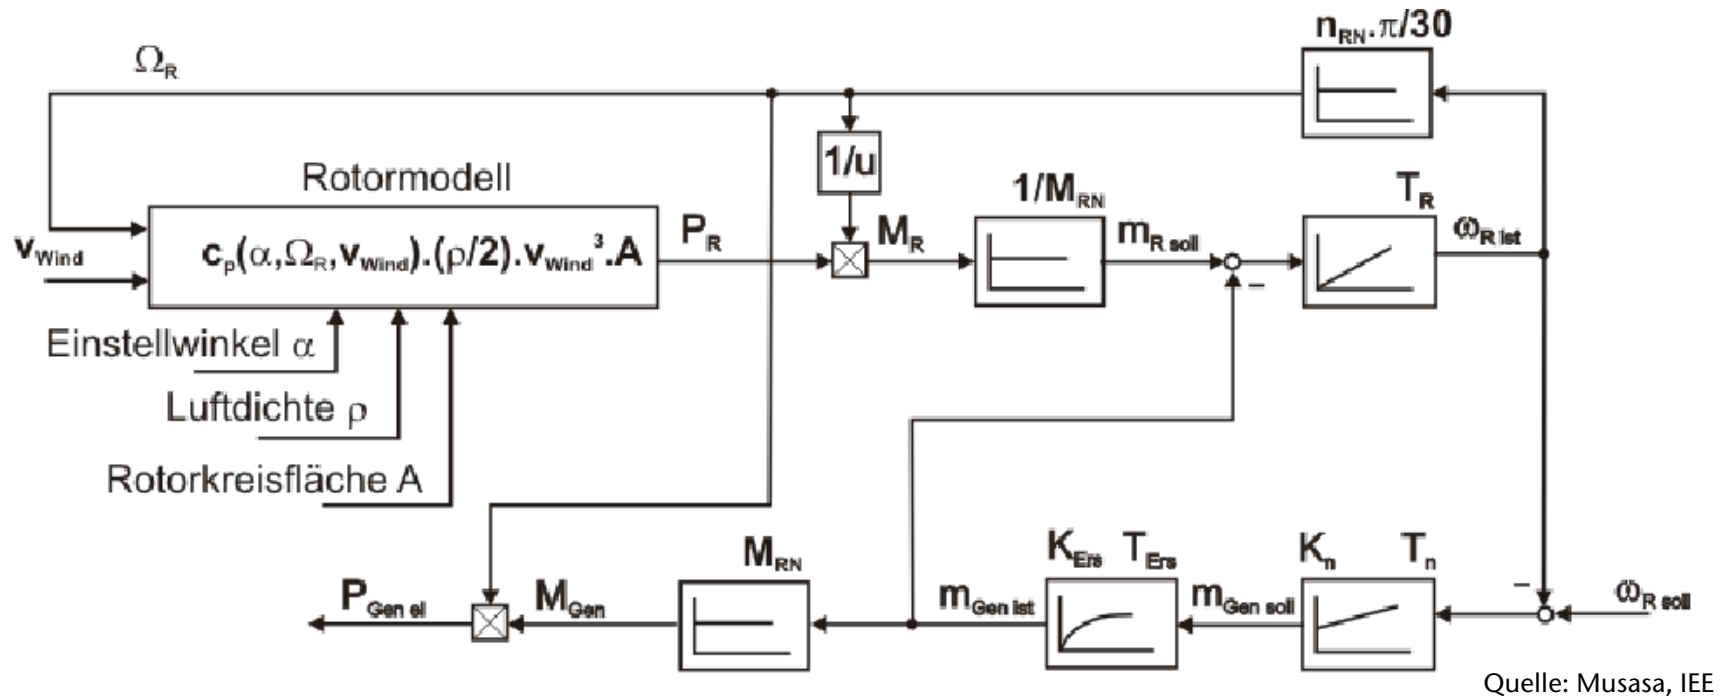 n_RN.π/30
Ω_R
1/u
Rotormodell
1/M_RN
T_R
v_Wind
c_p(α,Ω_R,v_Wind).(ρ/2).v_Wind³.A
P_R
M_R
m_R soll
ω_R ist
–
Einstellwinkel α
Luftdichte ρ
Rotorkreisfläche A
M_RN
K_Ers T_Ers
K_n T_n
P_Gen el
M_Gen
m_Gen ist
m_Gen soll
–
ω_R soll
Quelle: Musasa, IEE